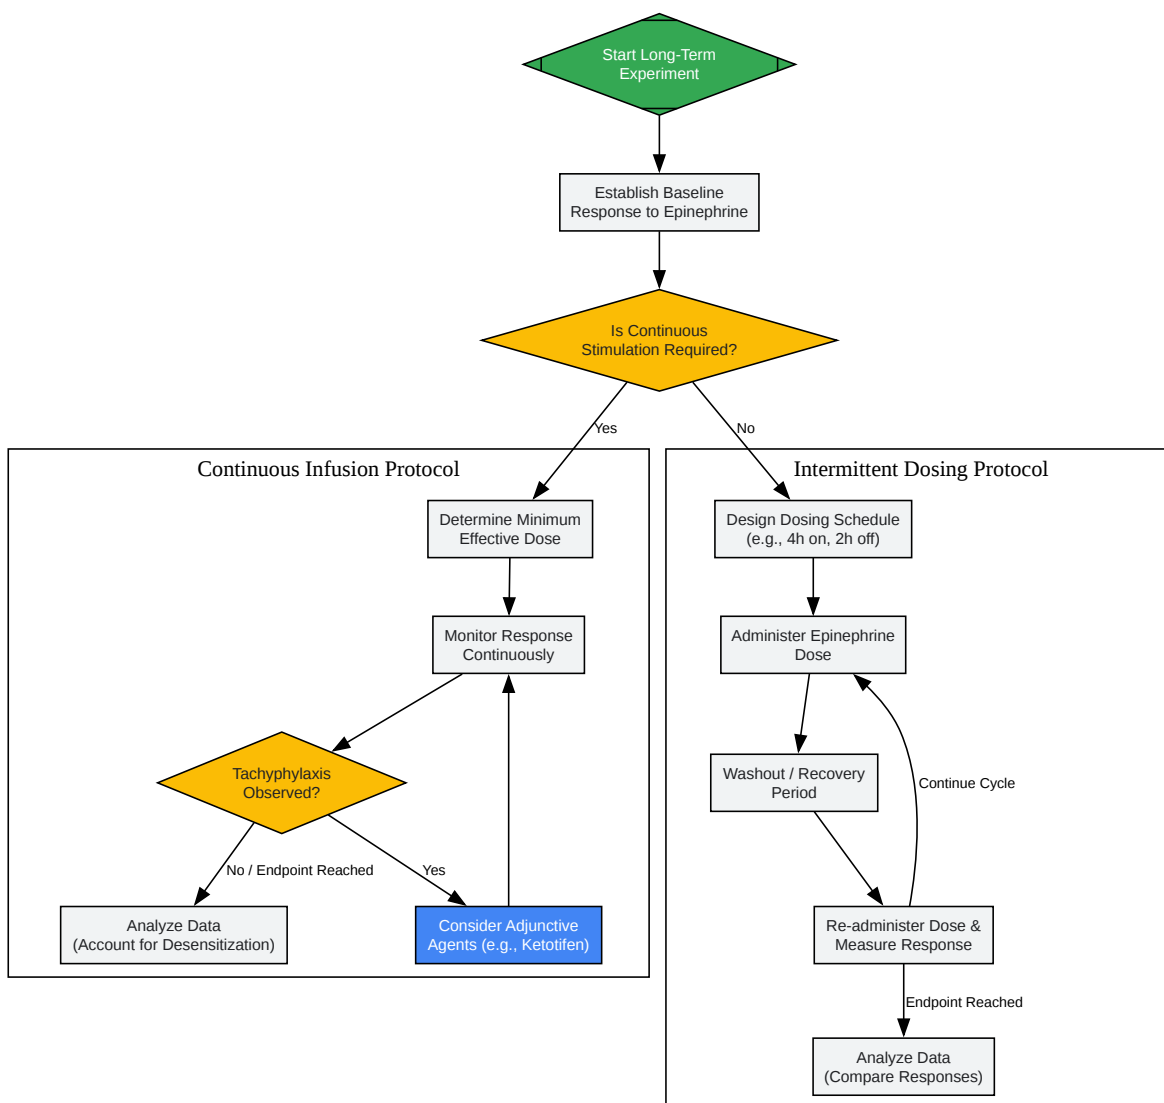 Start Long-Term
Experiment
Establish Baseline
Response to Epinephrine
Is Continuous
Stimulation Required?
Yes
No
Continuous Infusion Protocol
Determine Minimum
Effective Dose
Monitor Response
Continuously
Tachyphylaxis
Observed?
No / Endpoint Reached
Yes
Analyze Data
(Account for Desensitization)
Consider Adjunctive
Agents (e.g., Ketotifen)
Intermittent Dosing Protocol
Design Dosing Schedule
(e.g., 4h on, 2h off)
Administer Epinephrine
Dose
Washout / Recovery
Period
Continue Cycle
Re-administer Dose &
Measure Response
Endpoint Reached
Analyze Data
(Compare Responses)